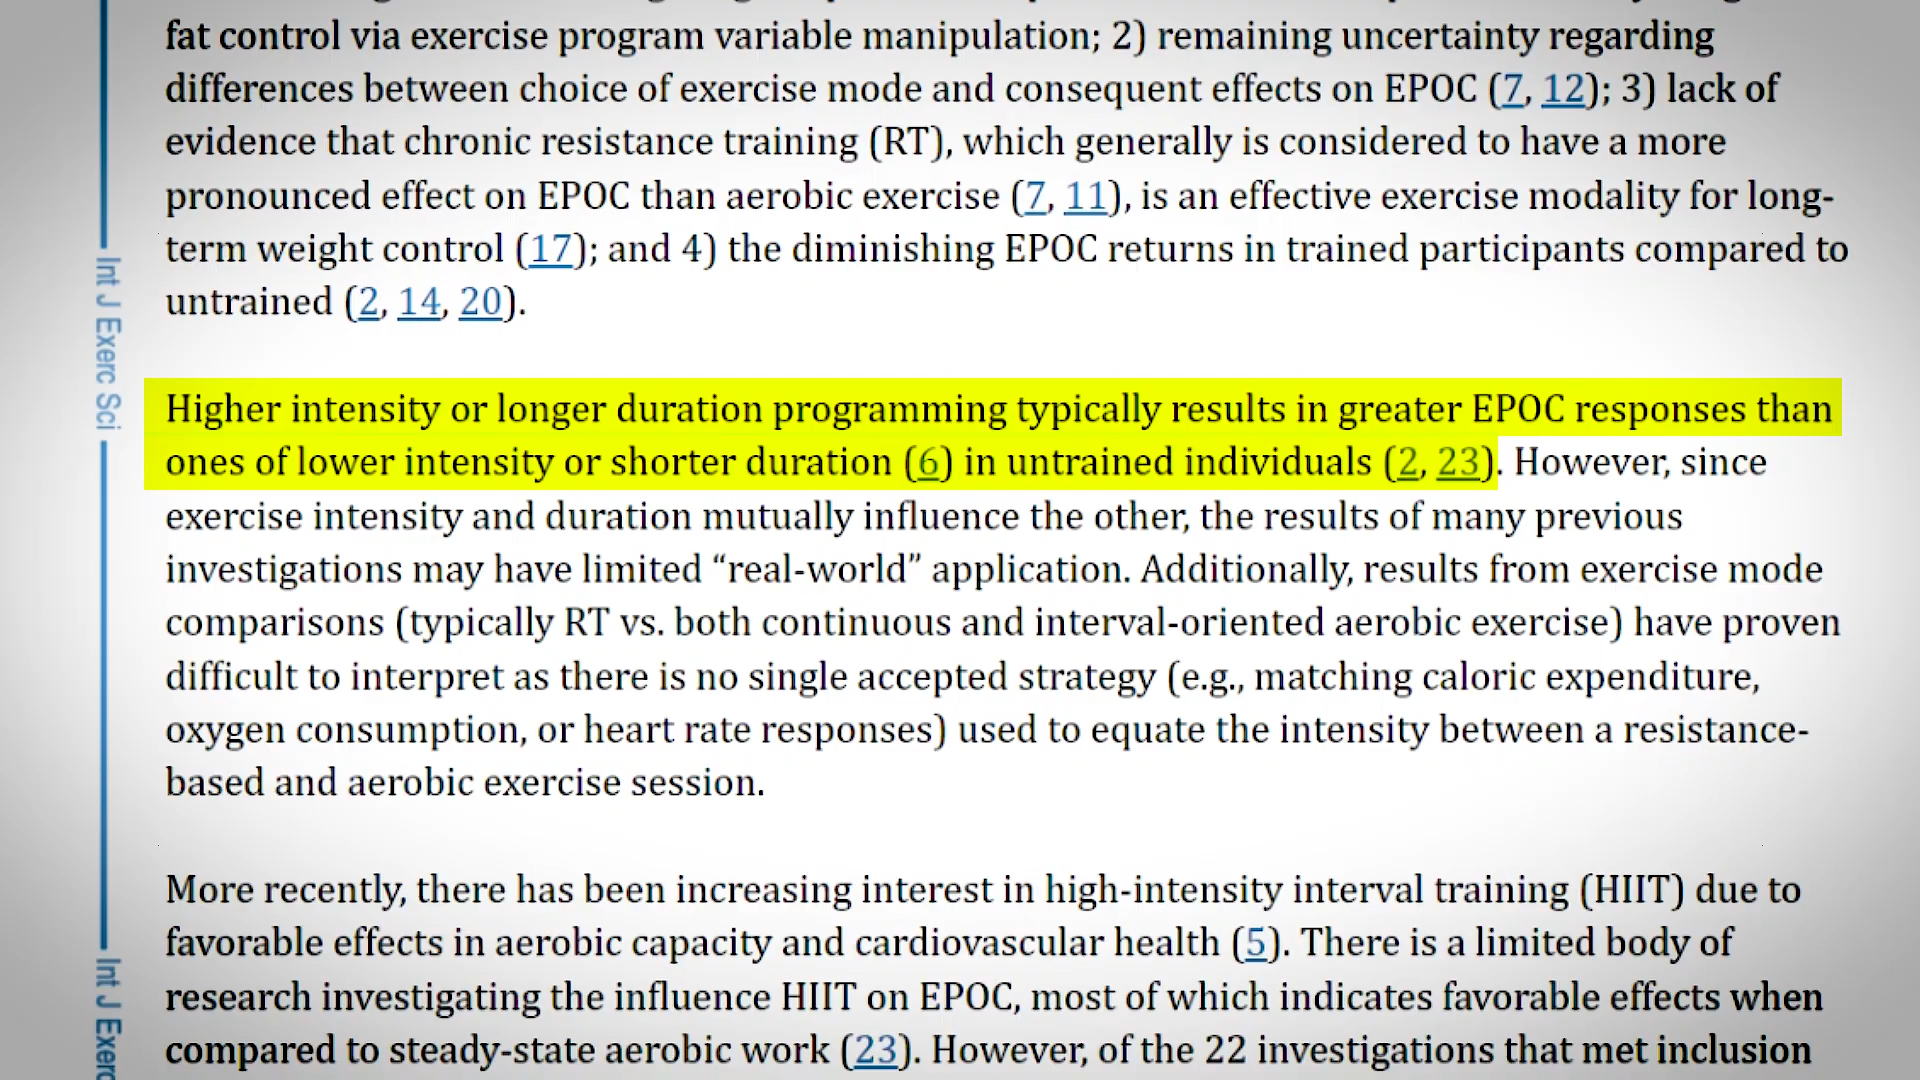 fat control via exercise program variable manipulation; 2) remaining uncertainty regarding
differences between choice of exercise mode and consequent effects on EPOC (7, 12); 3) lack of
evidence that chronic resistance training (RT), which generally is considered to have a more
pronounced effect on EPOC than aerobic exercise (7, 11), is an effective exercise modality for long-
term weight control (17); and 4) the diminishing EPOC returns in trained participants compared to
untrained (2, 14, 20).
Higher intensity or longer duration programming typically results in greater EPOC responses than
ones of lower intensity or shorter duration (6) in untrained individuals (2, 23). However, since
exercise intensity and duration mutually influence the other, the results of many previous
investigations may have limited “real-world” application. Additionally, results from exercise mode
comparisons (typically RT vs. both continuous and interval-oriented aerobic exercise) have proven
difficult to interpret as there is no single accepted strategy (e.g., matching caloric expenditure,
oxygen consumption, or heart rate responses) used to equate the intensity between a resistance-
based and aerobic exercise session.
More recently, there has been increasing interest in high-intensity interval training (HIIT) due to
favorable effects in aerobic capacity and cardiovascular health (5). There is a limited body of
research investigating the influence HIIT on EPOC, most of which indicates favorable effects when
compared to steady-state aerobic work (23). However, of the 22 investigations that met inclusion
Int J Exerc Sci
Int J Exerc